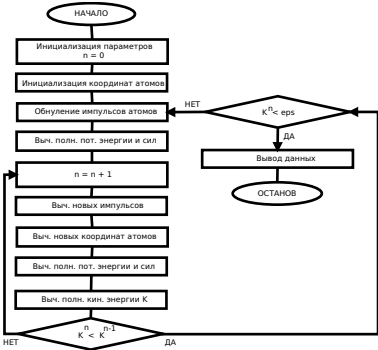 НАЧАЛО
Инициализация параметров
n = 0
Инициализация координат атомов
Обнуление импульсов атомов
Выч. полн. пот. энергии и сил
n = n + 1
Выч. новых импульсов
Выч. новых координат атомов
Выч. полн. пот. энергии и сил
Выч. полн. кин. энергии K
K^n < K^n-1
НЕТ
ДА
K^n < eps
НЕТ
ДА
Вывод данных
ОСТАНОВ